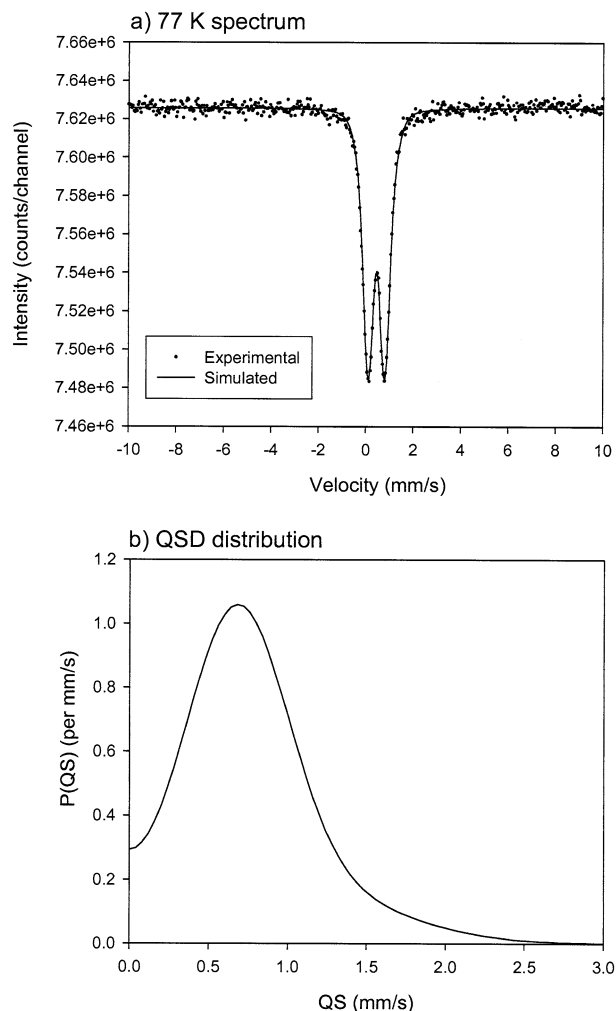 a) 77 K spectrum
7.66e+6
7.64e+6
7.62e+6
7.60e+6
7.58e+6
7.56e+6
7.54e+6
7.52e+6
7.50e+6
7.48e+6
7.46e+6
Intensity (counts/channel)
Experimental
Simulated
-10 -8 -6 -4 -2 0 2 4 6 8 10
Velocity (mm/s)
b) QSD distribution
1.2
1.0
0.8
0.6
0.4
0.2
0.0
P(QS) (per mm/s)
0.0 0.5 1.0 1.5 2.0 2.5 3.0
QS (mm/s)